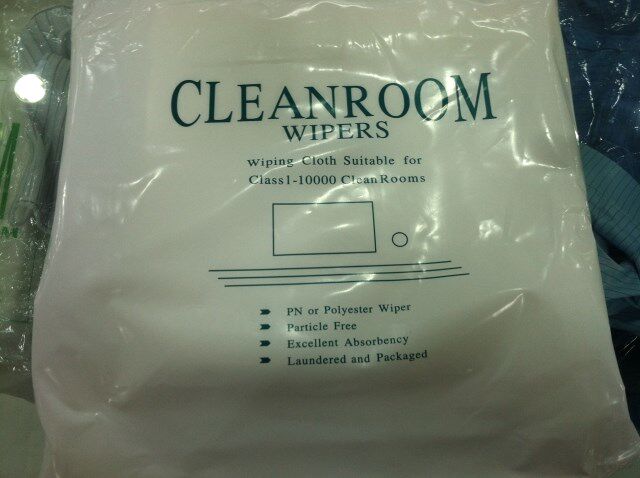 CLEANROOM
WIPERS
Wiping Cloth Suitable for
Class1-10000 CleanRooms
PN or Polyester Wiper
Particle Free
Excellent Absorbency
Laundered and Packaged